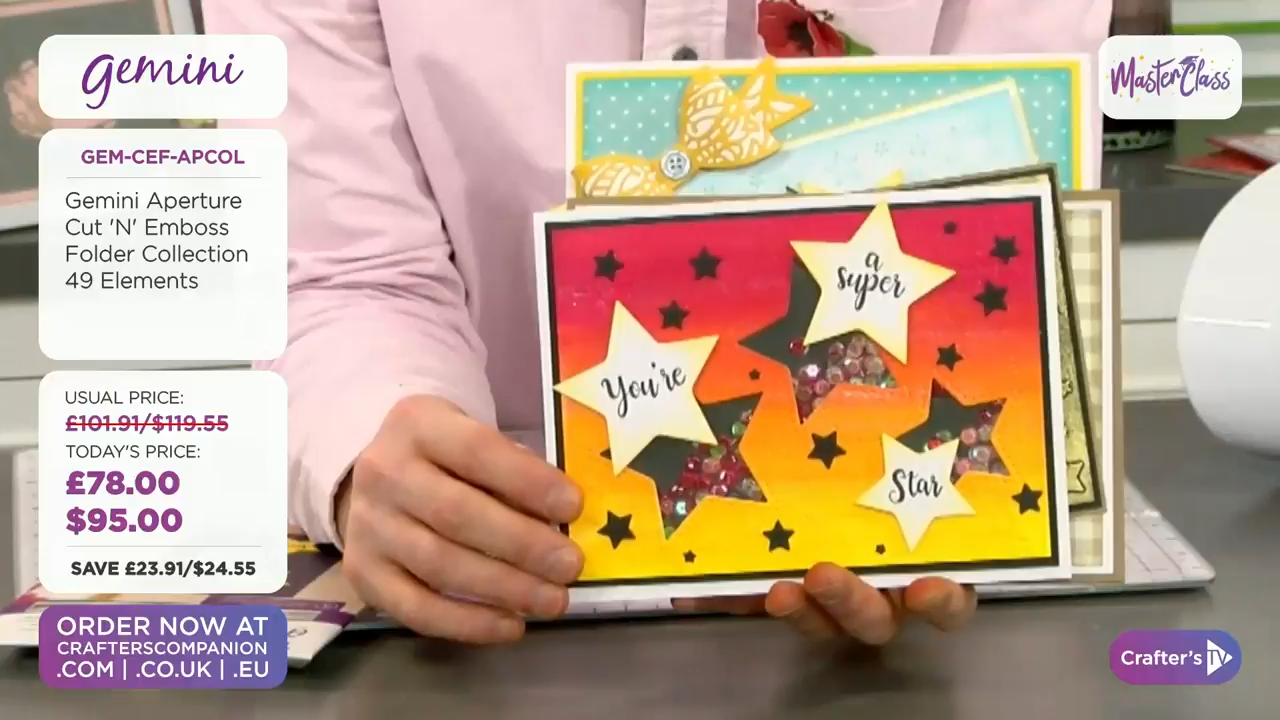 gemini
GEM-CEF-APCOL
Gemini Aperture
Cut 'N' Emboss
Folder Collection
49 Elements
USUAL PRICE:
£101.91/$119.55
TODAY'S PRICE:
£78.00
$95.00
SAVE £23.91/$24.55
ORDER NOW AT
CRAFTERSCOMPANION
.COM | .CO.UK | .EU
MasterClass
a
super
You're
Star
Crafter's TV